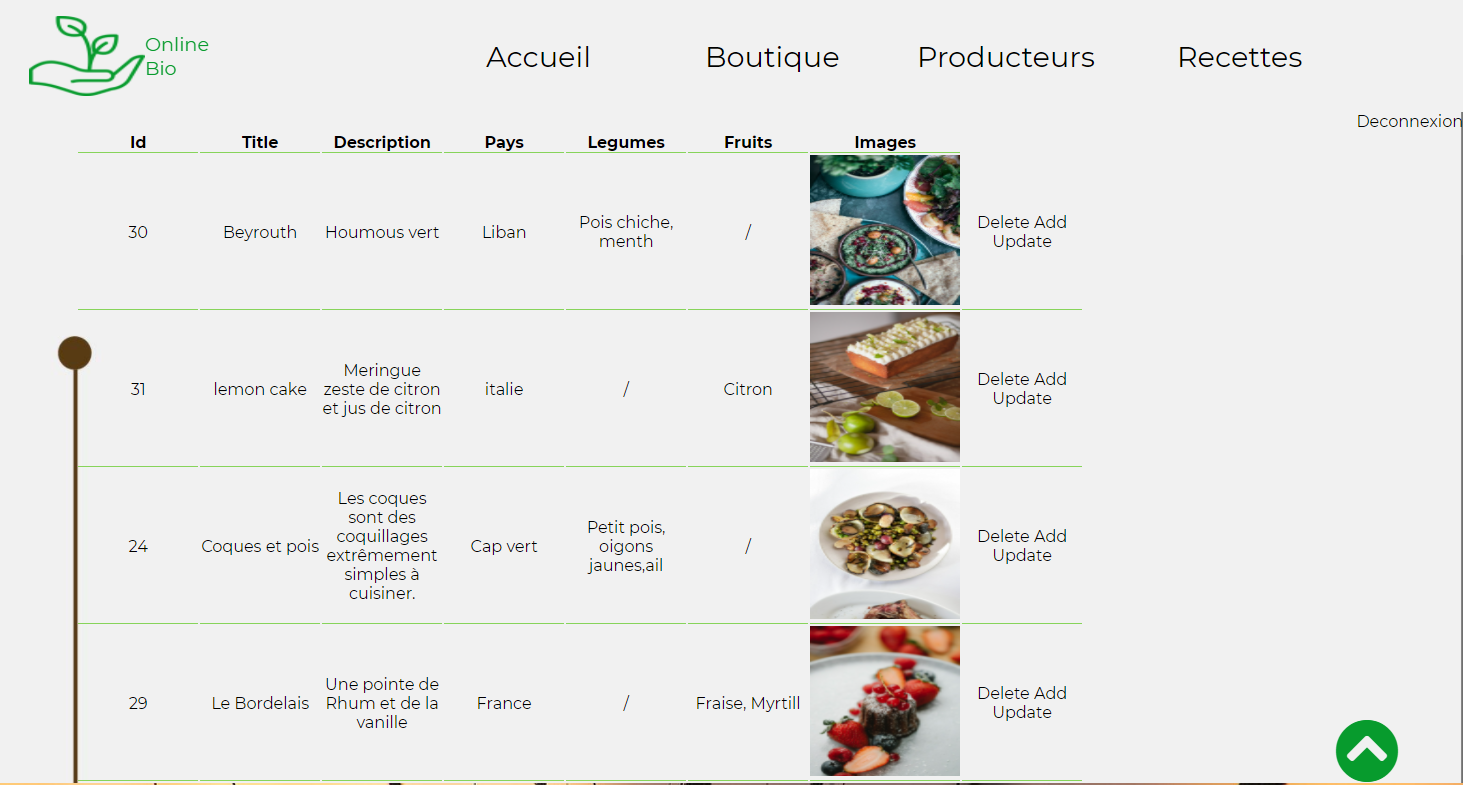 Online
Bio
Accueil Boutique Producteurs Recettes
Deconnexion
Id Title Description Pays Legumes Fruits Images
30 Beyrouth Houmous vert Liban Pois chiche,
menth / Delete Add
Update
31 lemon cake Meringue
zeste de citron
et jus de citron italie / Citron Delete Add
Update
24 Coques et pois Les coques
sont des
coquillages
extrêmement
simples à
cuisiner. Cap vert Petit pois,
oigons
jaunes,ail / Delete Add
Update
29 Le Bordelais Une pointe de
Rhum et de la
vanille France / Fraise, Myrtill Delete Add
Update